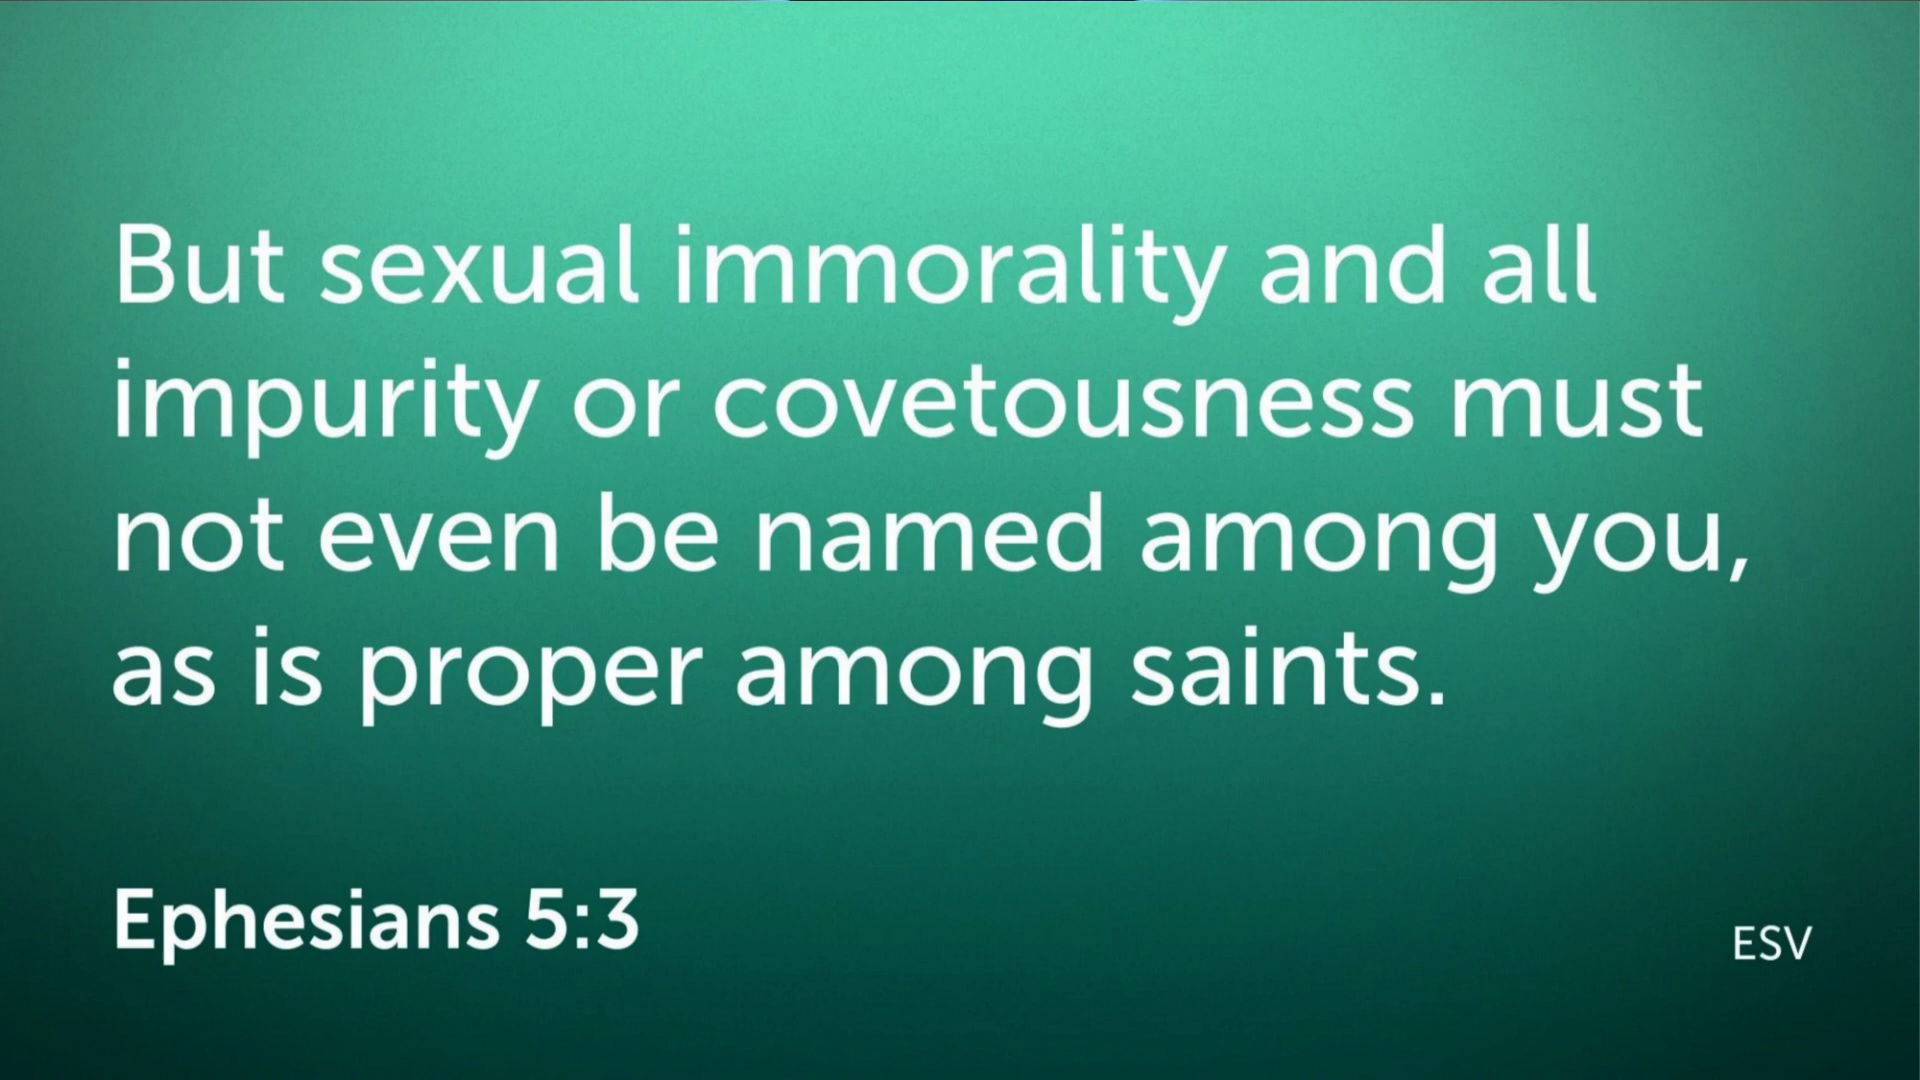 But sexual immorality and all
impurity or covetousness must
not even be named among you,
as is proper among saints.
Ephesians 5:3
ESV